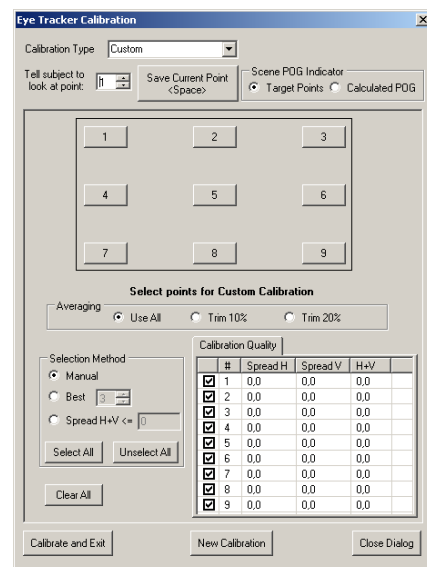 Eye Tracker Calibration
Calibration Type Custom
Tell subject to look at point: 1
Save Current Point <Space>
Scene POG Indicator
Target Points Calculated POG
1 2 3
4 5 6
7 8 9
Select points for Custom Calibration
Averaging
Use All Trim 10% Trim 20%
Selection Method
Manual
Best 3
Spread H+V <= 0
Select All Unselect All
Clear All
Calibration Quality
# Spread H Spread V H+V
1 0,0 0,0 0,0
2 0,0 0,0 0,0
3 0,0 0,0 0,0
4 0,0 0,0 0,0
5 0,0 0,0 0,0
6 0,0 0,0 0,0
7 0,0 0,0 0,0
8 0,0 0,0 0,0
9 0,0 0,0 0,0
Calibrate and Exit New Calibration Close Dialog